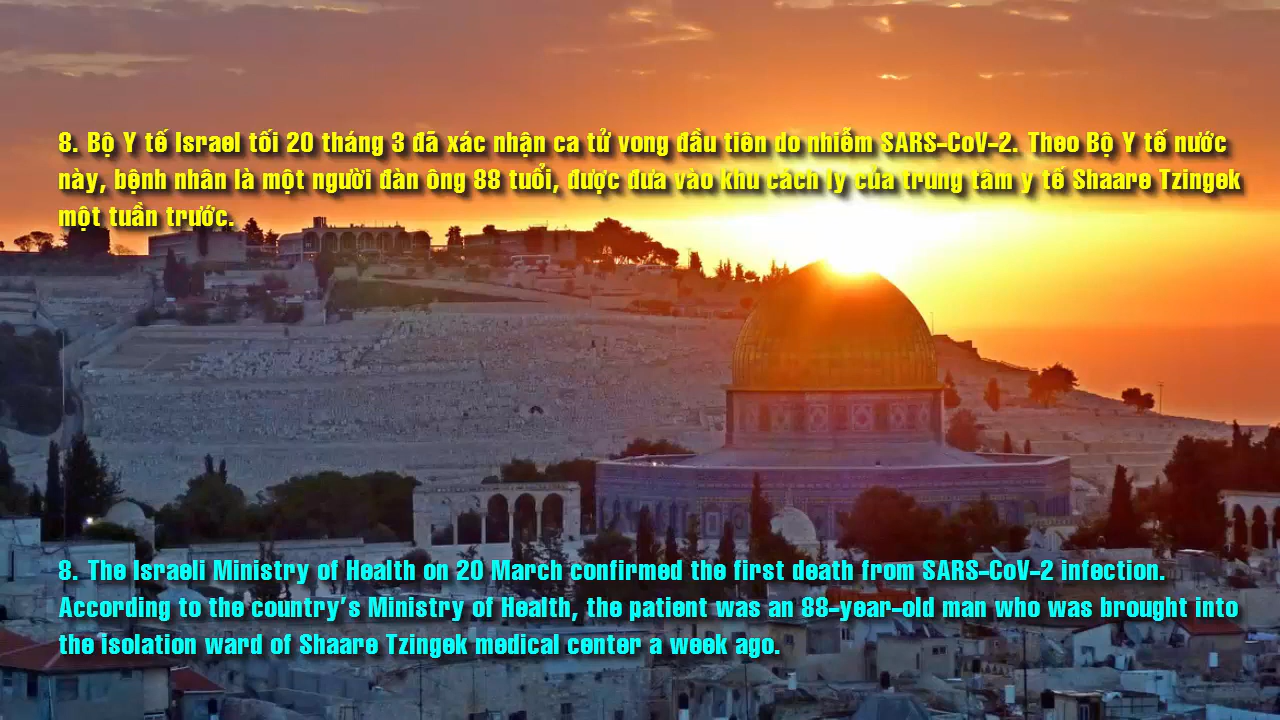 8. Bộ Y tế Israel tối 20 tháng 3 đã xác nhận ca tử vong đầu tiên do nhiễm SARS-CoV-2. Theo Bộ Y tế nước
này, bệnh nhân là một người đàn ông 88 tuổi, được đưa vào khu cách ly của trung tâm y tế Shaare Tzingek
một tuần trước.
8. The Israeli Ministry of Health on 20 March confirmed the first death from SARS-CoV-2 infection.
According to the country's Ministry of Health, the patient was an 88-year-old man who was brought into
the isolation ward of Shaare Tzingek medical center a week ago.